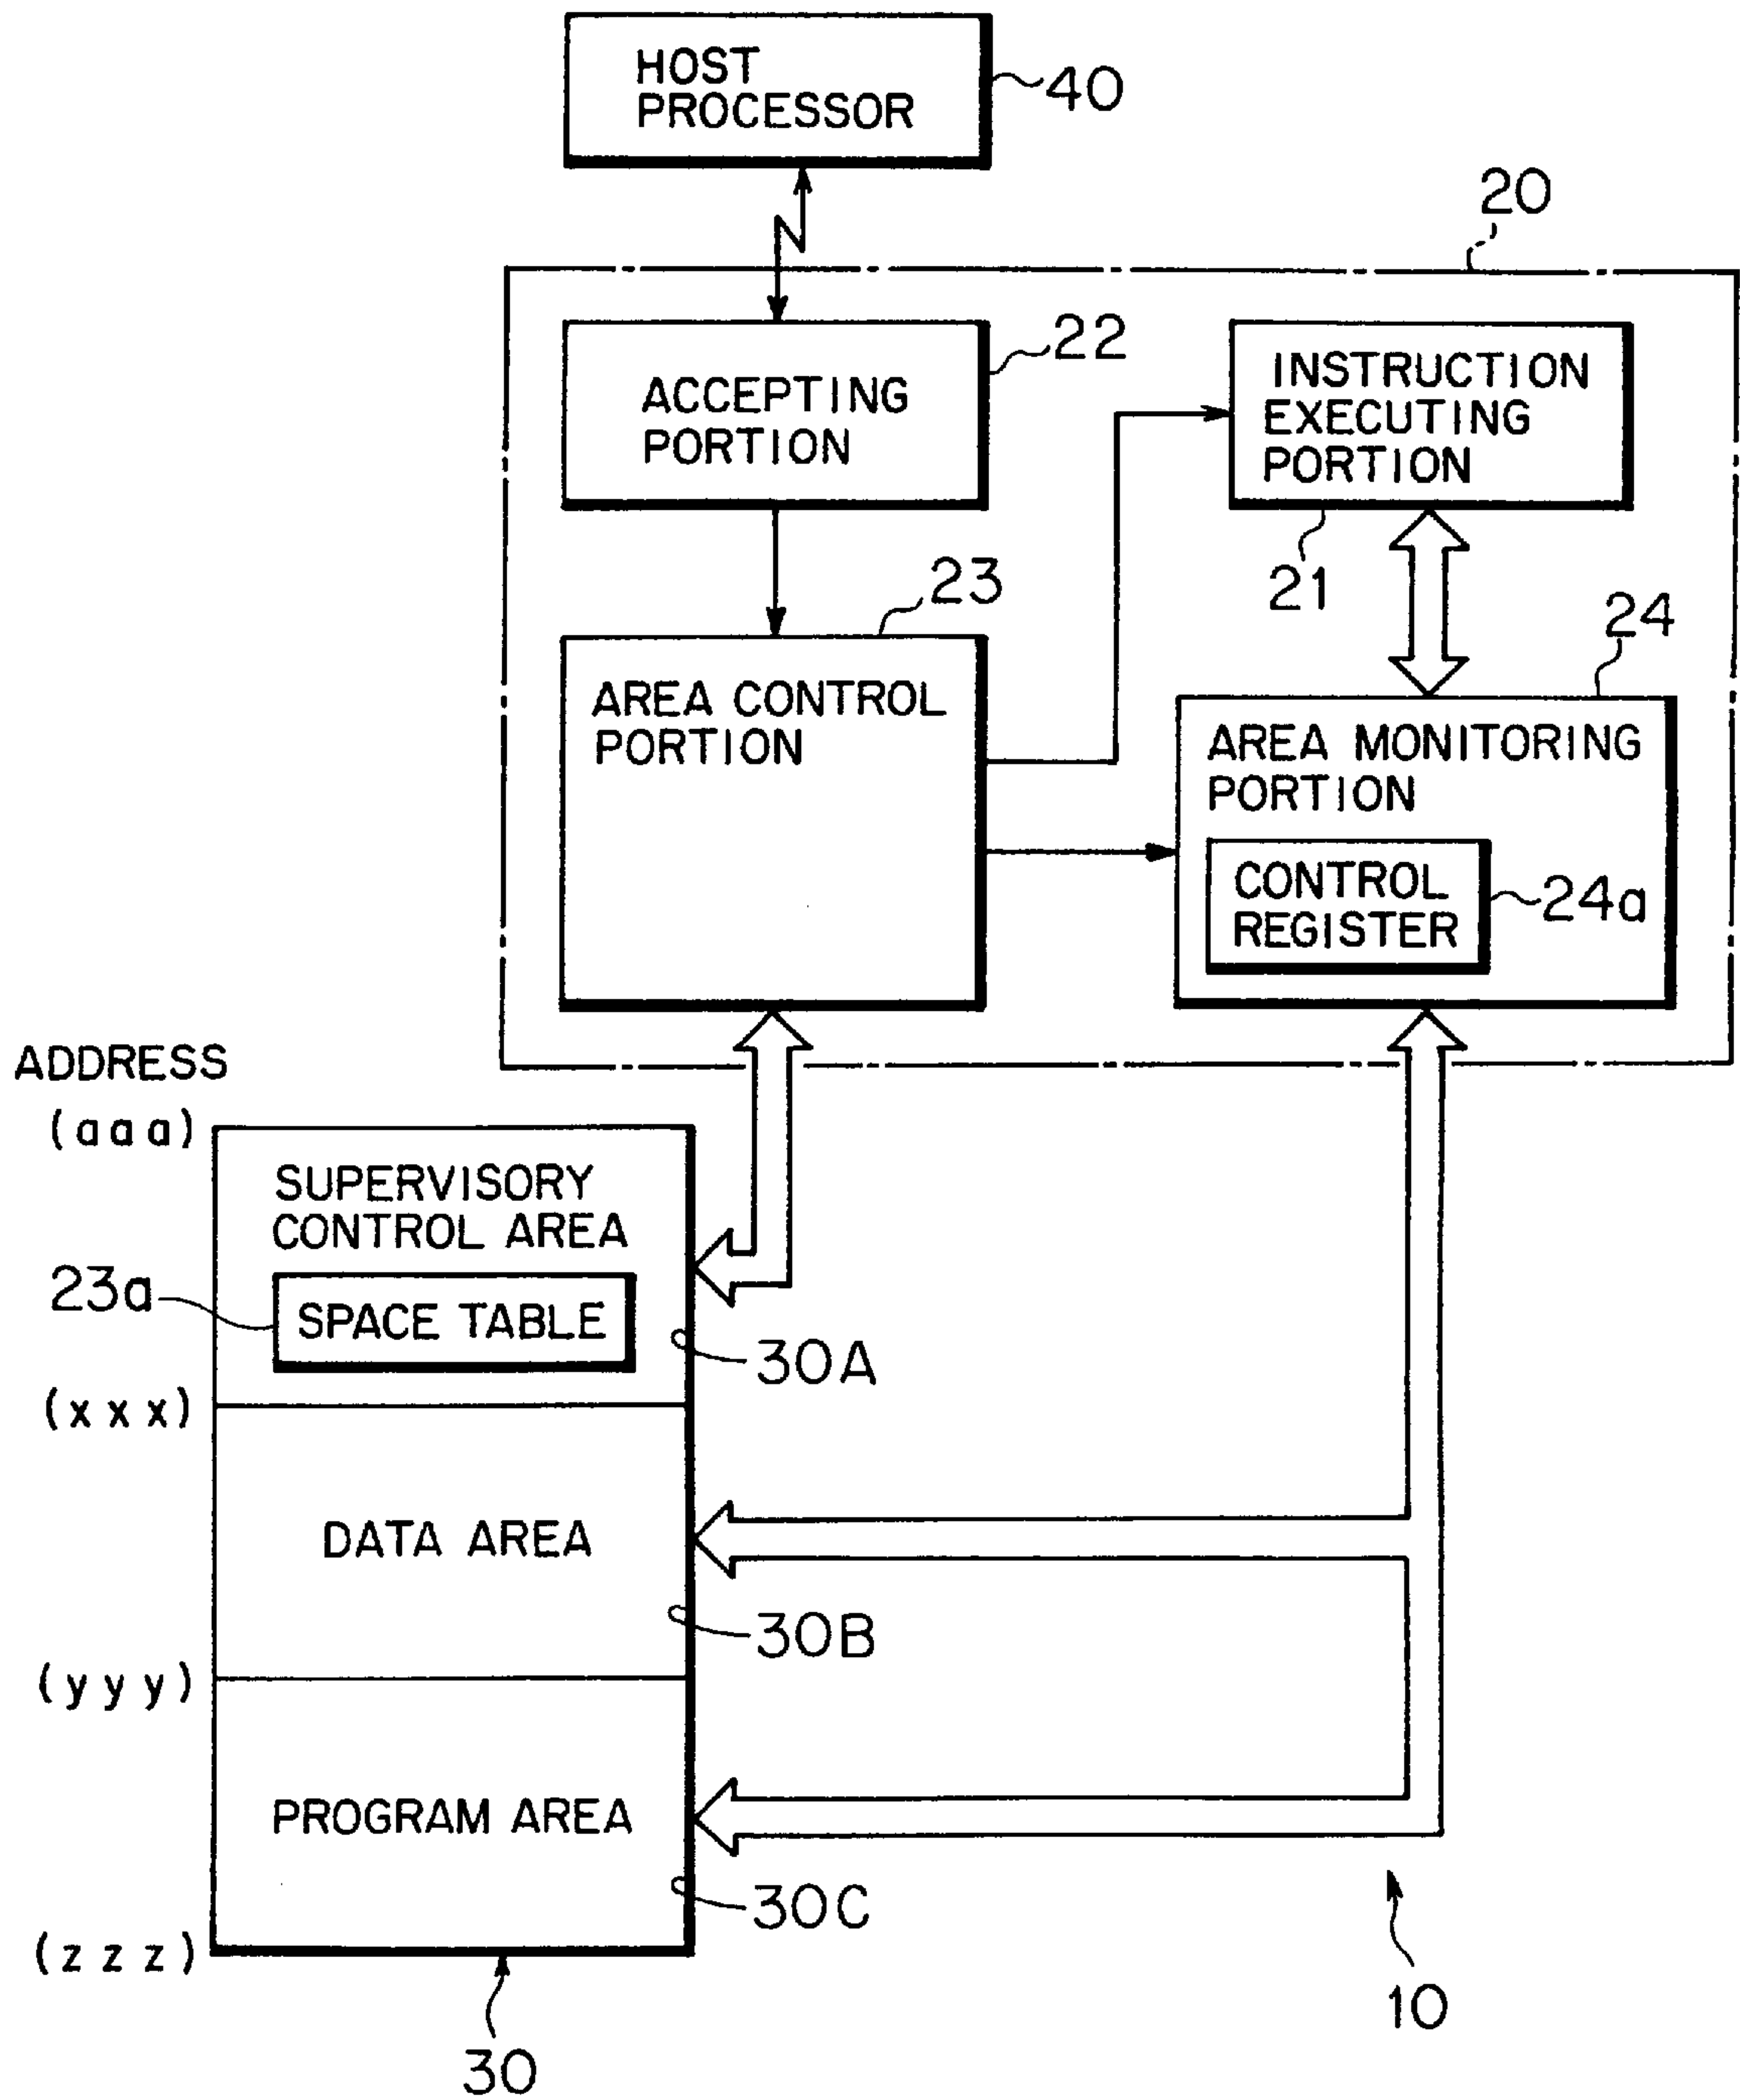 HOST
PROCESSOR
40
20
ACCEPTING
PORTION
22
INSTRUCTION
EXECUTING
PORTION
21
23
AREA CONTROL
PORTION
24
AREA MONITORING
PORTION
CONTROL
REGISTER
24a
ADDRESS
(aaa)
SUPERVISORY
CONTROL AREA
23a
SPACE TABLE
30A
(xxx)
DATA AREA
30B
(yyy)
PROGRAM AREA
30C
(zzz)
30
10